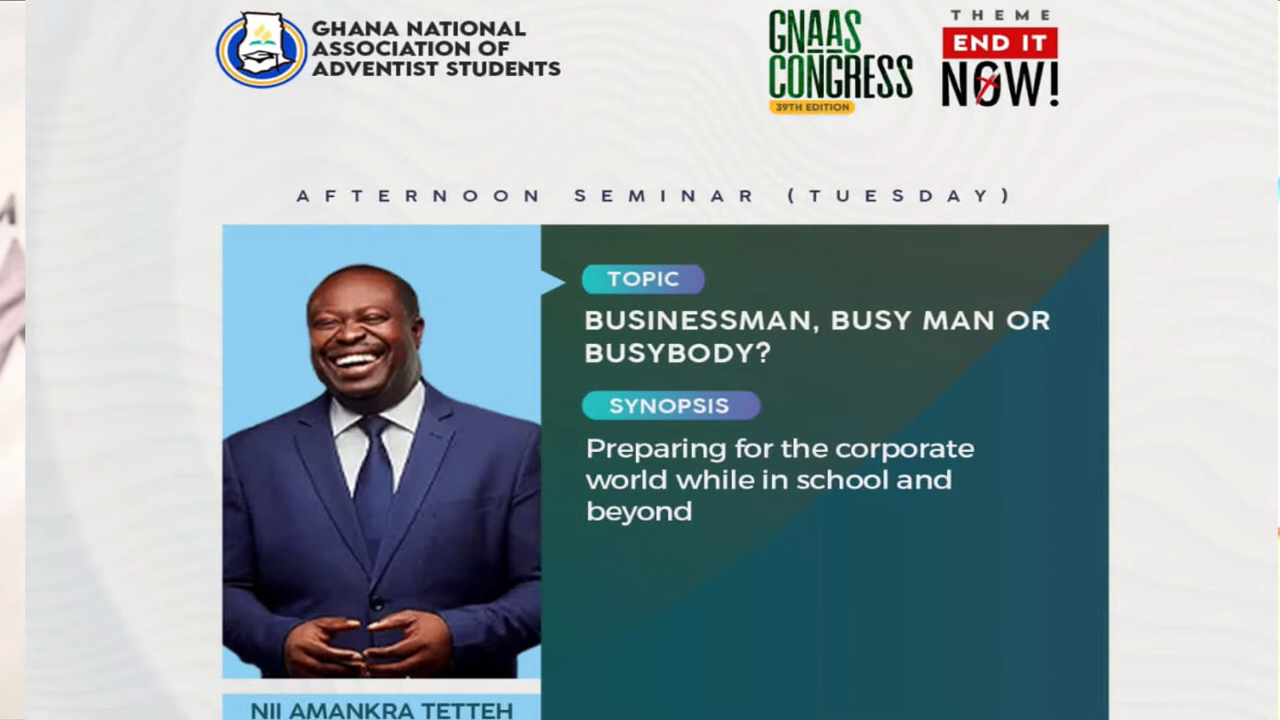 GHANA NATIONAL
ASSOCIATION OF
ADVENTIST STUDENTS
GNAAS
CONGRESS
39TH EDITION
THEME
END IT
NOW!
AFTERNOON SEMINAR (TUESDAY)
TOPIC
BUSINESSMAN, BUSY MAN OR
BUSYBODY?
SYNOPSIS
Preparing for the corporate
world while in school and
beyond
NII AMANKRA TETTEH